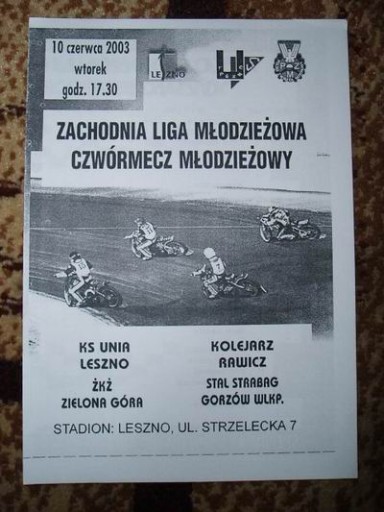 10 czerwca 2003
wtorek
godz. 17.30
LESZNO
ZACHODNIA LIGA MŁODZIEŻOWA
CZWÓRMECZ MŁODZIEŻOWY
KS UNIA
LESZNO
ŻKŻ
ZIELONA GÓRA
KOLEJARZ
RAWICZ
STAL STRABAG
GORZÓW WLKP.
STADION: LESZNO, UL. STRZELECKA 7